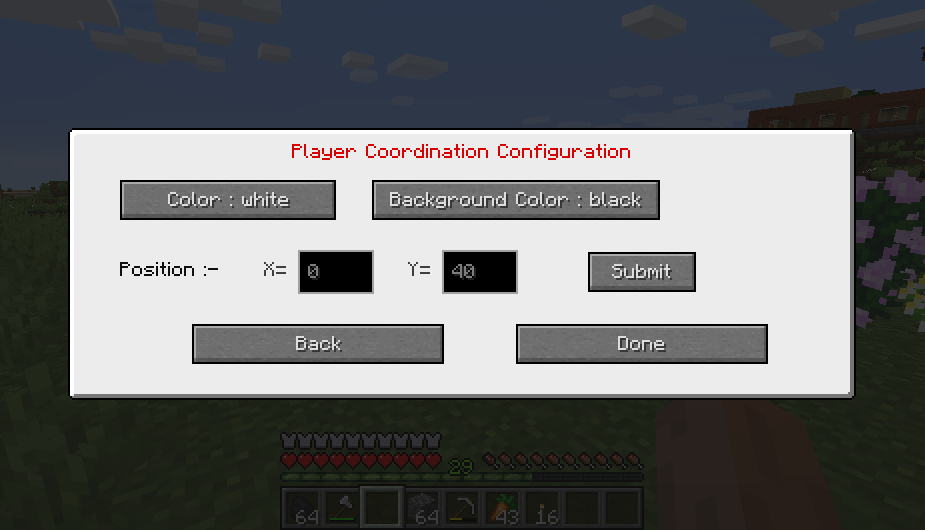 Player Coordination Configuration
Color : white
Background Color : black
Position :-
X= 0
Y= 40
Submit
Back
Done
29
64
64
43
16